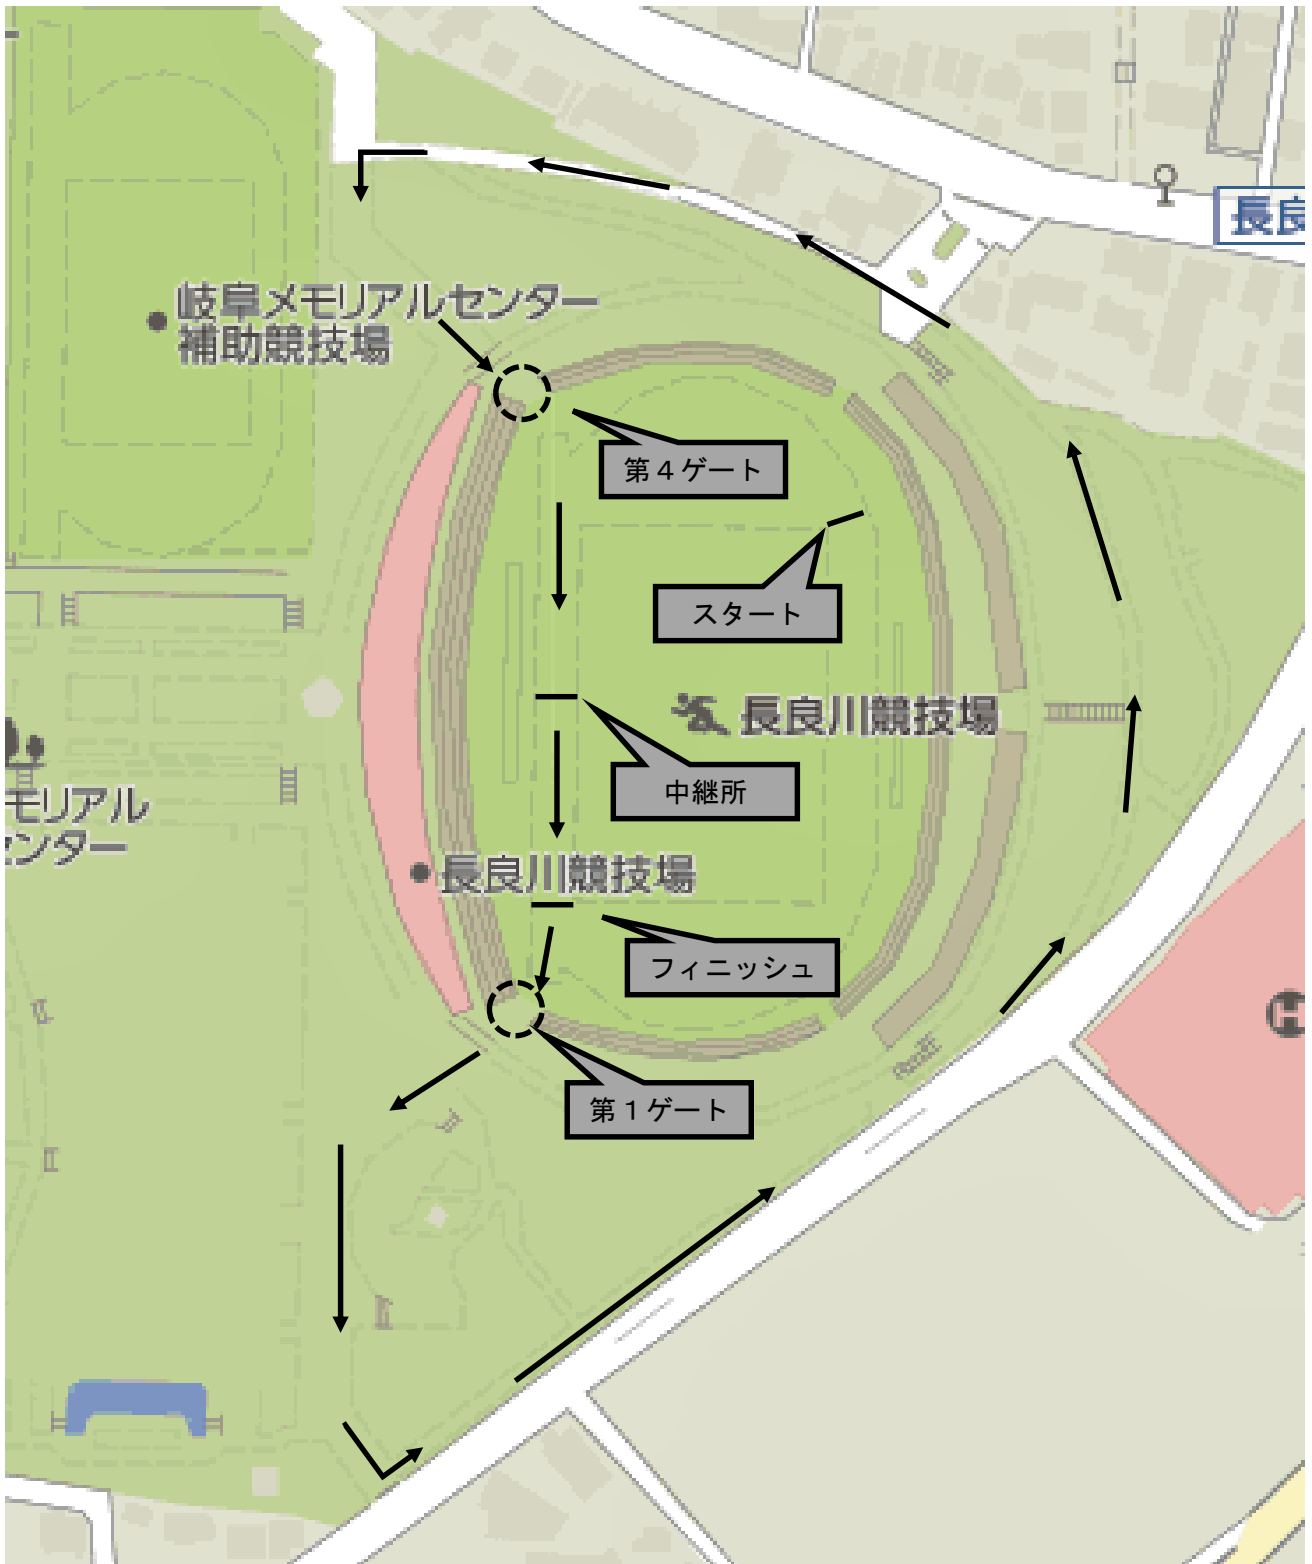 長良
岐阜メモリアルセンター
補助競技場
第4ゲート
スタート
長良川競技場
中継所
モリアル
センター
長良川競技場
フィニッシュ
第1ゲート
H